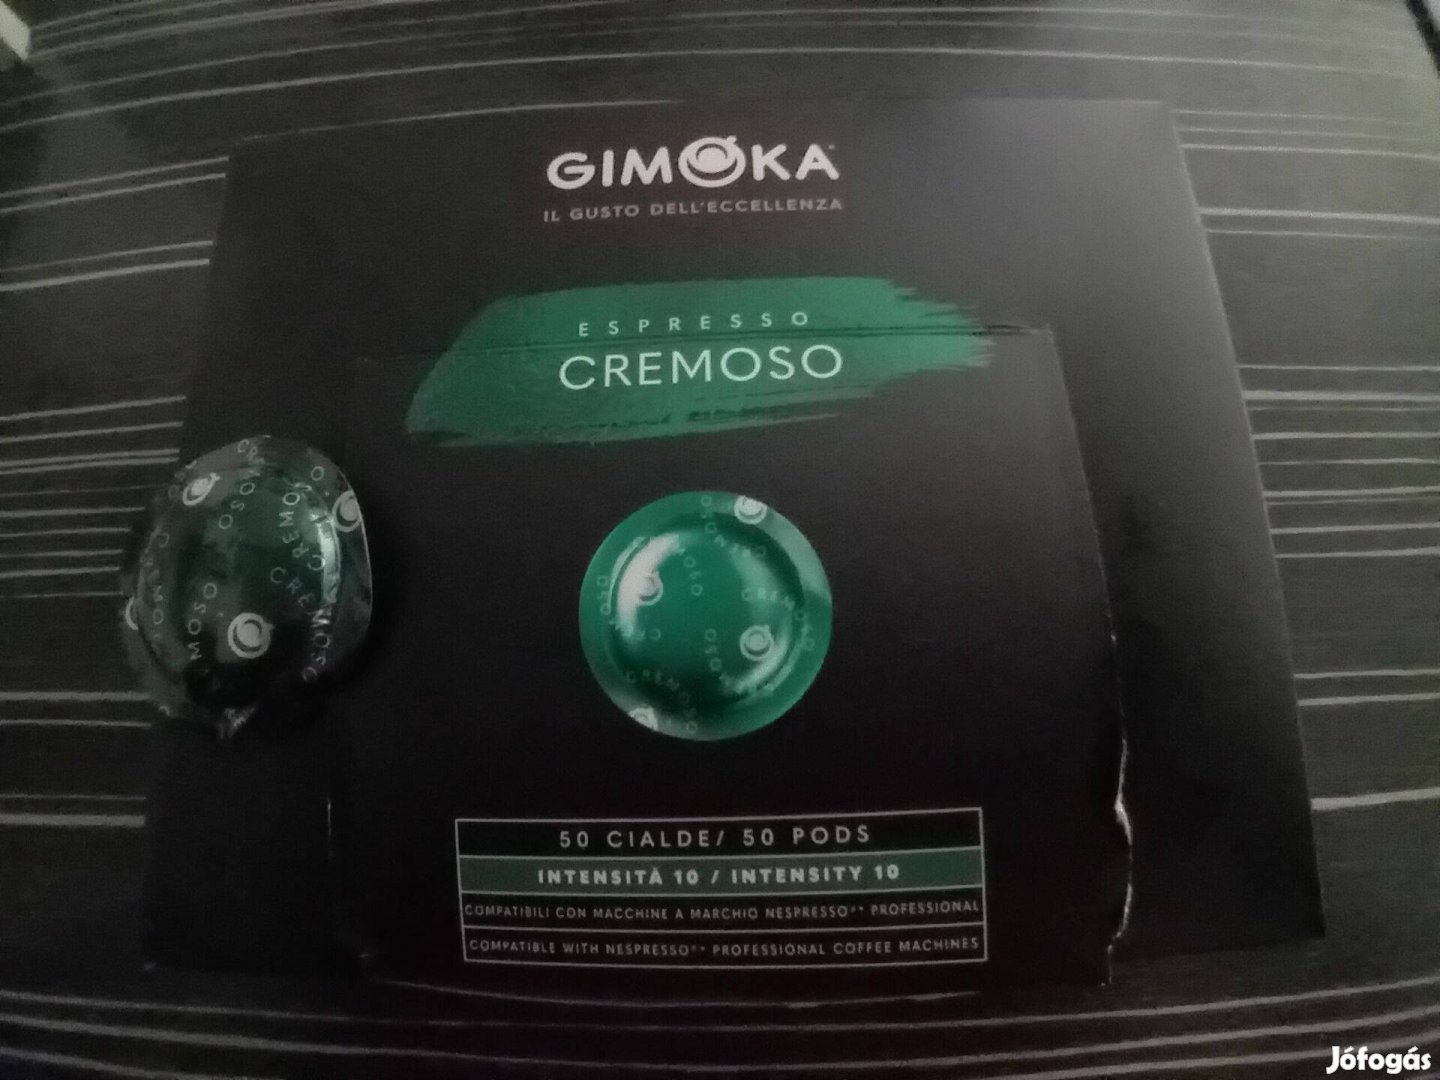 GIMOKA
IL GUSTO DELL'ECCELLENZA
ESPRESSO
CREMOSO
CREMOSO
CREMOSO
50 CIALDE/ 50 PODS
INTENSITÀ 10 / INTENSITY 10
COMPATIBILI CON MACCHINE A MARCHIO NESPRESSO** PROFESSIONAL
COMPATIBLE WITH NESPRESSO** PROFESSIONAL COFFEE MACHINES
Jófogás